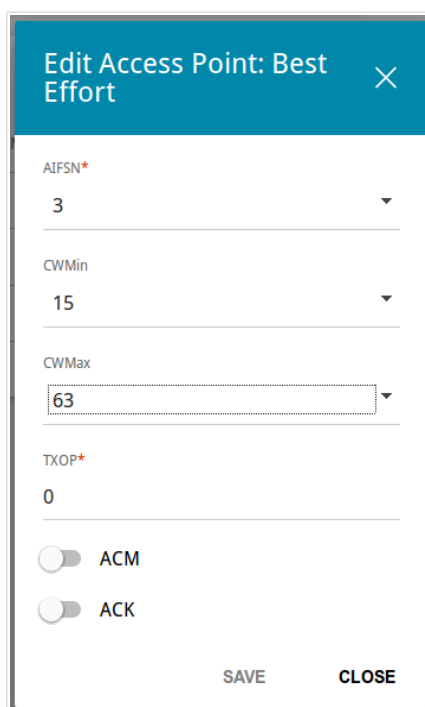 Edit Access Point: Best
Effort
AIFSN*
3
CWMin
15
CWMax
63
TXOP*
0
ACM
ACK
SAVE CLOSE